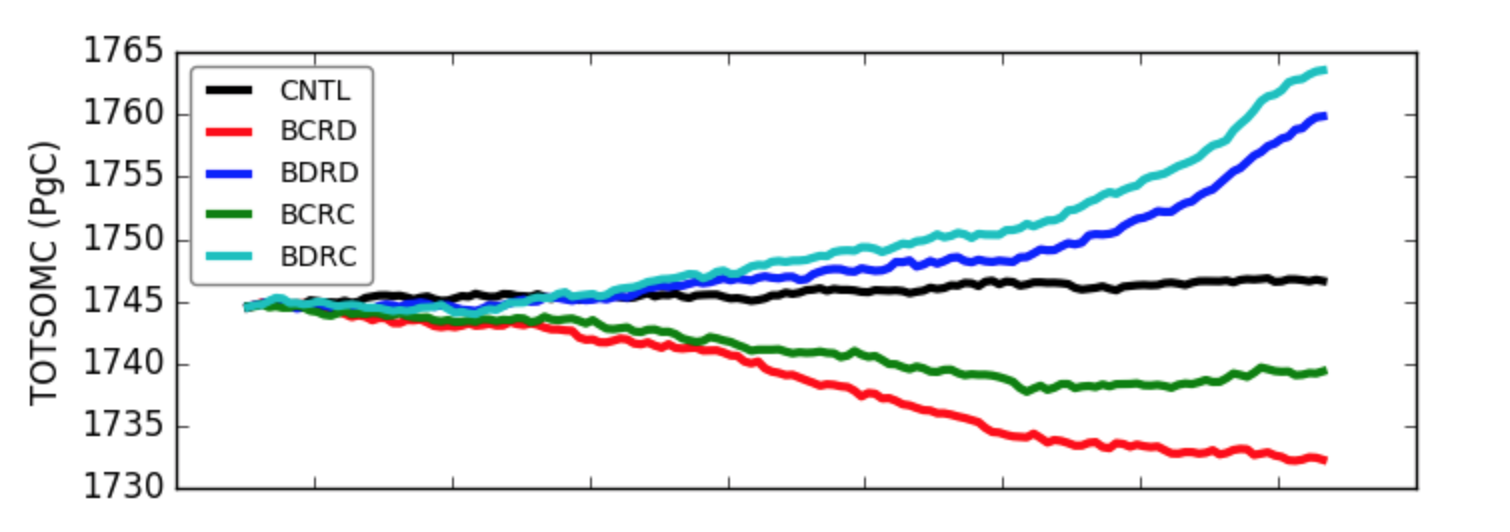 TOTSOMC (PgC)
1765
1760
1755
1750
1745
1740
1735
1730
CNTL
BCRD
BDRD
BCRC
BDRC